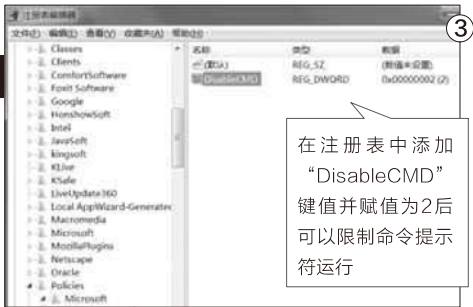 注册表编辑器
文件(F) 编辑(E) 查看(V) 收藏夹(A) 帮助(H)
③
名称 类型 数据
Classes
Clients
ComfortSoftware
Foxit Software
Google
HonshowSoft
Intel
JavaSoft
kingsoft
KLive
KSafe
LiveUpdate360
Local AppWizard-Generated
Macromedia
Microsoft
MozillaPlugins
Netscape
Oracle
Policies
Microsoft
(默认) REG_SZ (数值未设置)
DisableCMD REG_DWORD 0x00000002 (2)
在注册表中添加
“DisableCMD”
键值并赋值为2后
可以限制命令提示
符运行